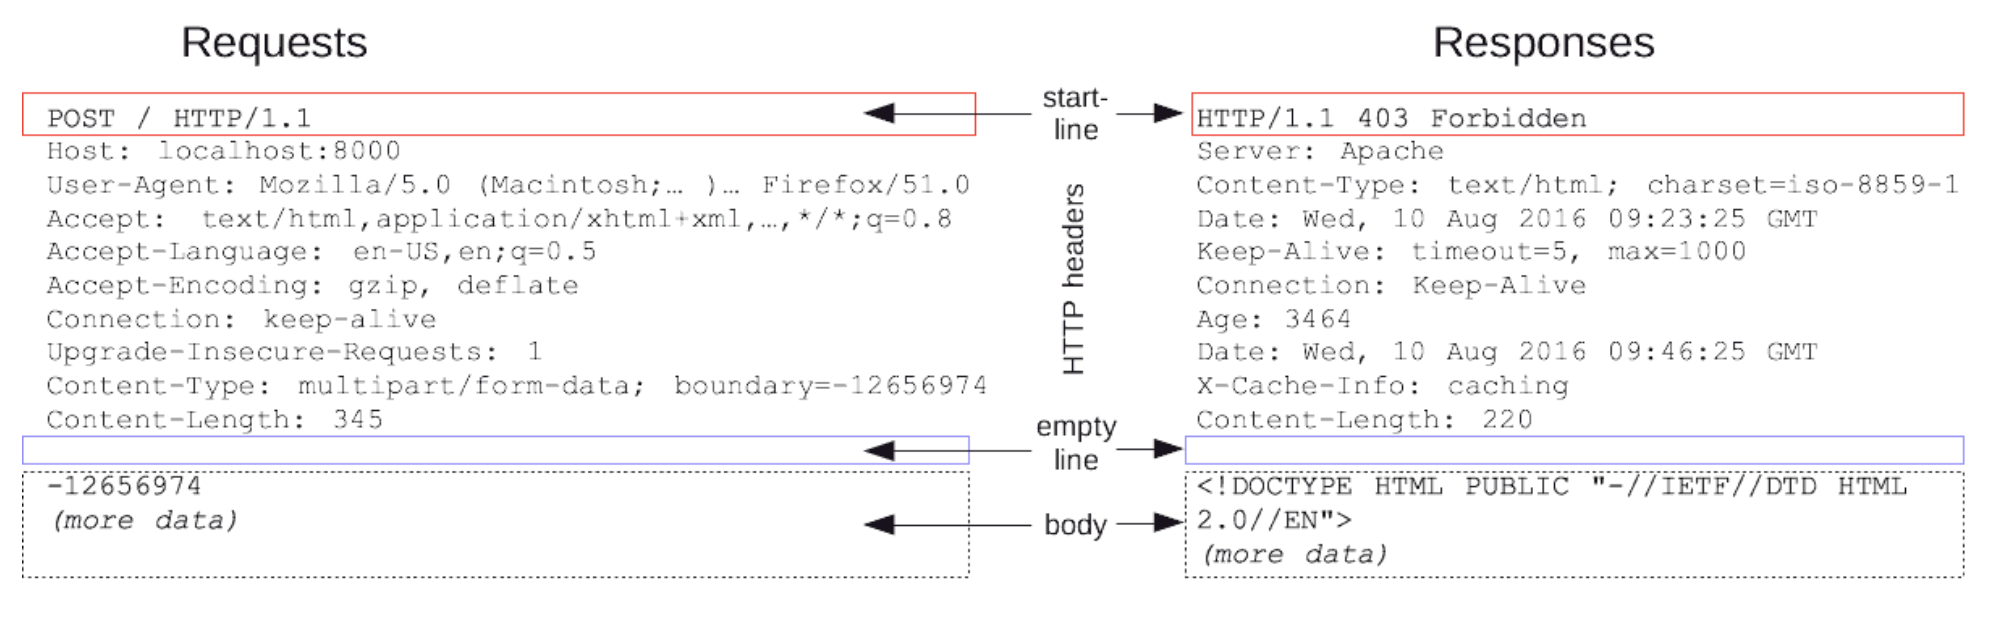 Requests
POST / HTTP/1.1
Host: localhost:8000
User-Agent: Mozilla/5.0 (Macintosh;… )… Firefox/51.0
Accept: text/html,application/xhtml+xml,…,*/*;q=0.8
Accept-Language: en-US,en;q=0.5
Accept-Encoding: gzip, deflate
Connection: keep-alive
Upgrade-Insecure-Requests: 1
Content-Type: multipart/form-data; boundary=-12656974
Content-Length: 345
-12656974
(more data)
start-
line
HTTP headers
empty
line
body
Responses
HTTP/1.1 403 Forbidden
Server: Apache
Content-Type: text/html; charset=iso-8859-1
Date: Wed, 10 Aug 2016 09:23:25 GMT
Keep-Alive: timeout=5, max=1000
Connection: Keep-Alive
Age: 3464
Date: Wed, 10 Aug 2016 09:46:25 GMT
X-Cache-Info: caching
Content-Length: 220
<!DOCTYPE HTML PUBLIC "-//IETF//DTD HTML
2.0//EN">
(more data)